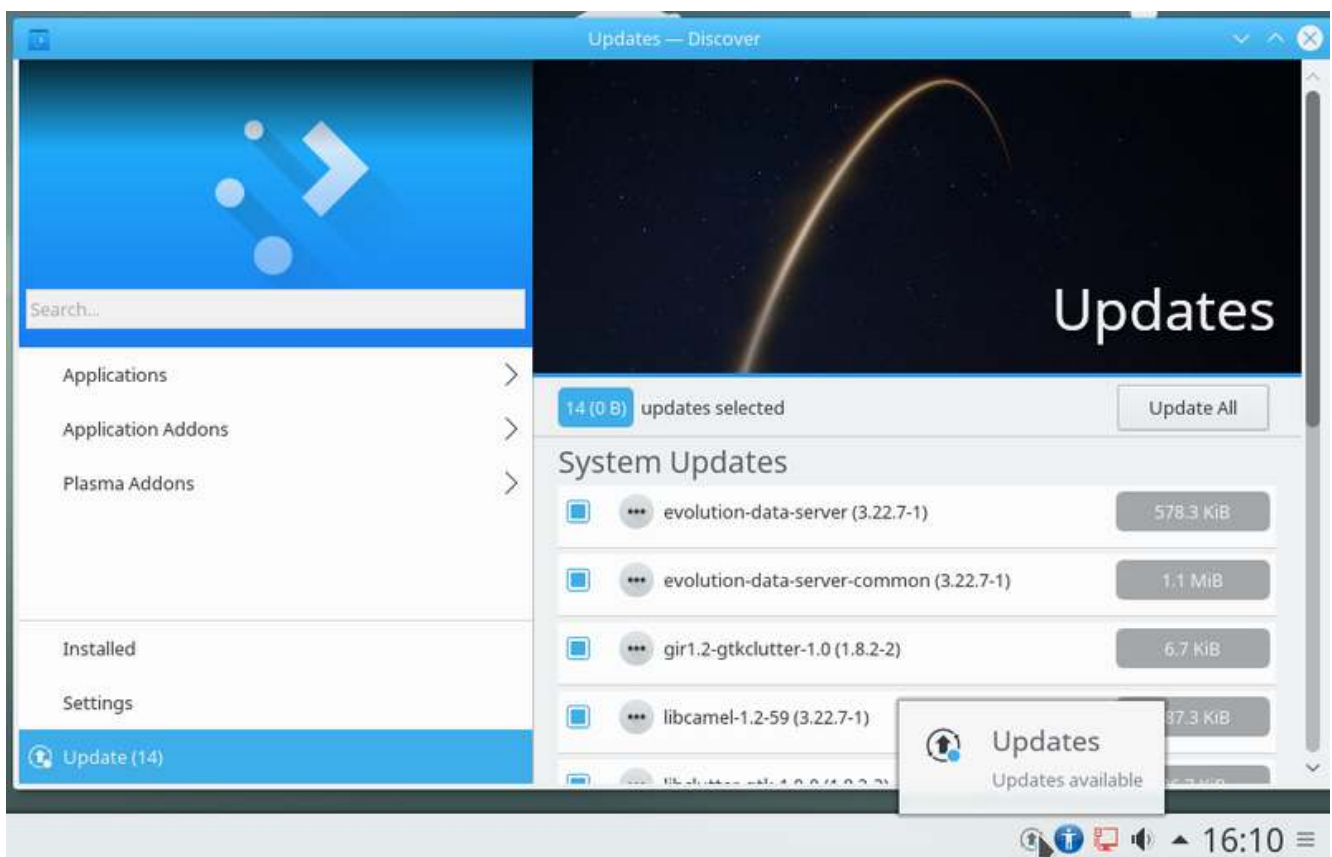 Updates — Discover
Search...
Applications
Application Addons
Plasma Addons
Installed
Settings
Update (14)
Updates
14 (0 B) updates selected
Update All
System Updates
evolution-data-server (3.22.7-1) 578.3 KiB
evolution-data-server-common (3.22.7-1) 1.1 MiB
gir1.2-gtkclutter-1.0 (1.8.2-2) 6.7 KiB
libcamel-1.2-59 (3.22.7-1)
Updates
Updates available
16:10